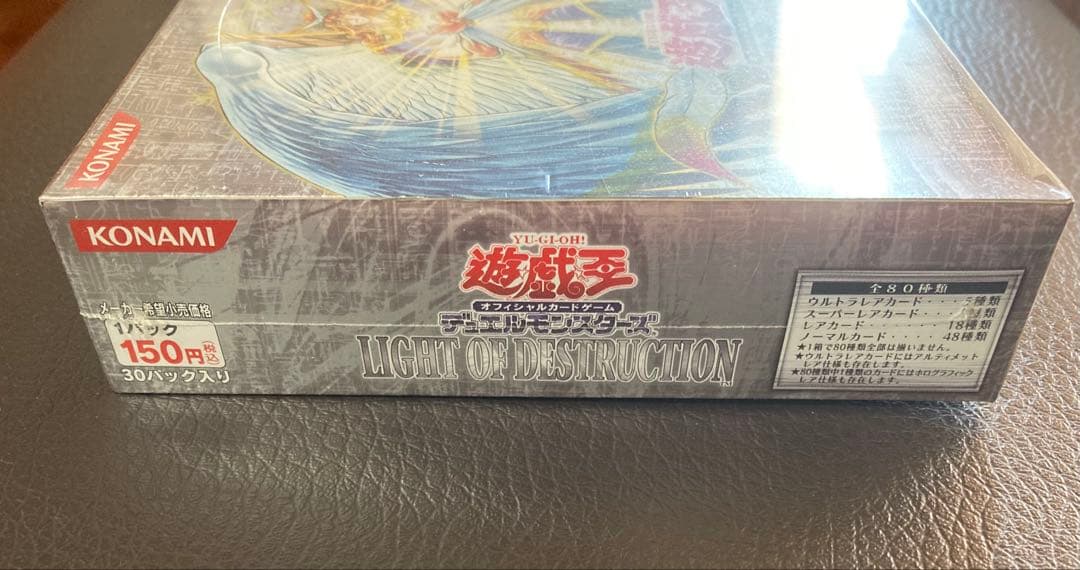 KONAMI
KONAMI
YU-GI-OH!
遊戯王
オフィシャルカードゲーム
デュエルモンスターズ
LIGHT OF DESTRUCTION
TM
メーカー希望小売価格
1パック
150円 税込
30パック入り
全80種類
ウルトラレアカード・・・
スーパーレアカード・・・
レアカード・・・・・・・18種類
ノーマルカード・・・・・48種類
★1箱で80種類全部は揃いません。
★ウルトラレアカードにはアルティメット
レア仕様も存在します。
★80種類中1種類のカードにはホログラフィック
レア仕様も存在します。